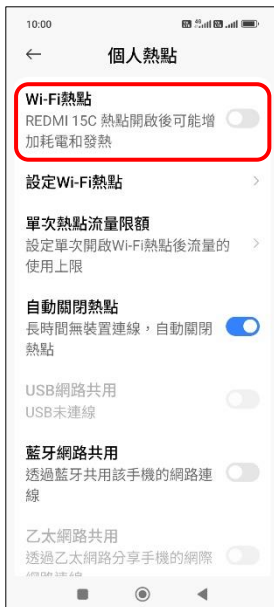 10:00
個人熱點
Wi-Fi熱點
REDMI 15C 熱點開啟後可能增
加耗電和發熱
設定Wi-Fi熱點
單次熱點流量限額
設定單次開啟Wi-Fi熱點後流量的
使用上限
自動關閉熱點
長時間無裝置連線，自動關閉
熱點
USB網路共用
USB未連線
藍牙網路共用
透過藍牙共用該手機的網路連
線
乙太網路共用
透過乙太網路分享手機的網際